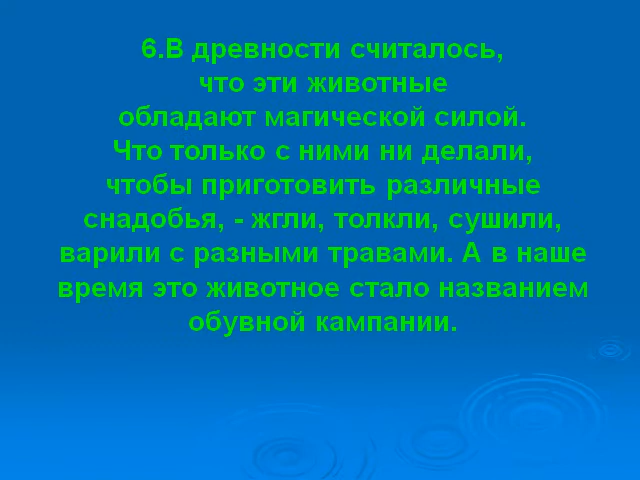 6.В древности считалось,
что эти животные
обладают магической силой.
Что только с ними ни делали,
чтобы приготовить различные
снадобья, - жгли, толкли, сушили,
варили с разными травами. А в наше
время это животное стало названием
обувной кампании.